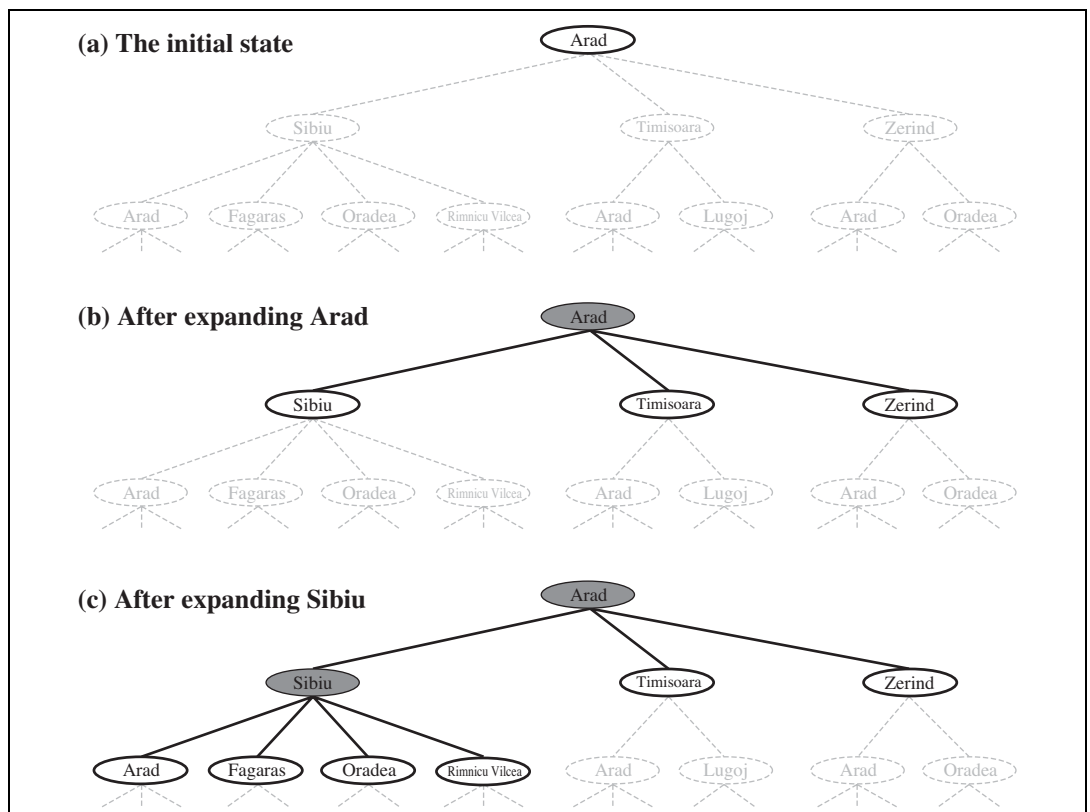 (a) The initial state
Arad
Sibiu Timisoara Zerind
Arad Fagaras Oradea Rimnicu Vilcea Arad Lugoj Arad Oradea
(b) After expanding Arad
Arad
Sibiu Timisoara Zerind
Arad Fagaras Oradea Rimnicu Vilcea Arad Lugoj Arad Oradea
(c) After expanding Sibiu
Arad
Sibiu Timisoara Zerind
Arad Fagaras Oradea Rimnicu Vilcea Arad Lugoj Arad Oradea